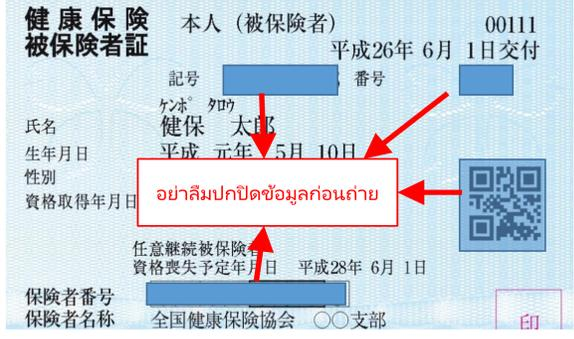 健康保険 本人（被保険者） 00111
被保険者証 平成26年 6月 1日交付
記号 番号
ｹﾝﾎﾟ ﾀﾛｳ
氏名 健保 太郎
生年月日 平成 元年 5月 10日
性別
資格取得年月日
อย่าลืมปกปิดข้อมูลก่อนถ่าย
任意継続被保険者
資格喪失予定年月日 平成28年 6月 1日
保険者番号
保険者名称 全国健康保険協会 〇〇支部
印